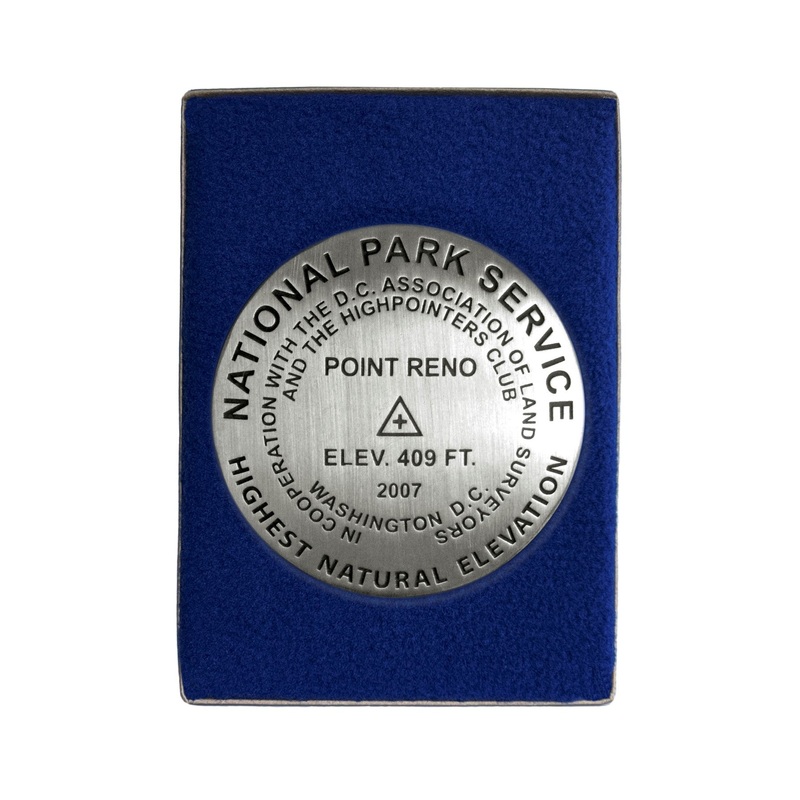 NATIONAL PARK SERVICE
IN COOPERATION WITH THE D.C. ASSOCIATION OF LAND SURVEYORS
AND THE HIGHPOINTERS CLUB
POINT RENO
ELEV. 409 FT.
2007
WASHINGTON D.C.
HIGHEST NATURAL ELEVATION